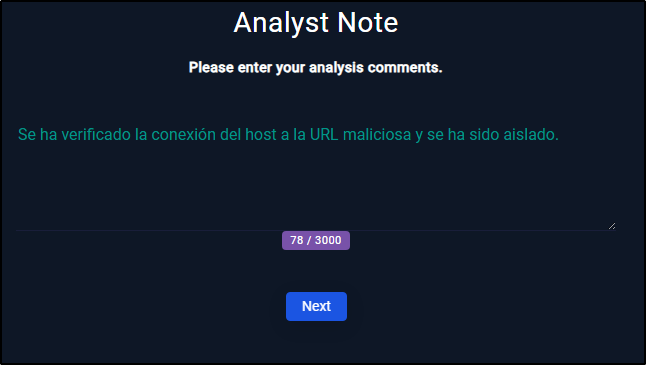 Analyst Note
Please enter your analysis comments.
Se ha verificado la conexión del host a la URL maliciosa y se ha sido aislado.
78 / 3000
Next